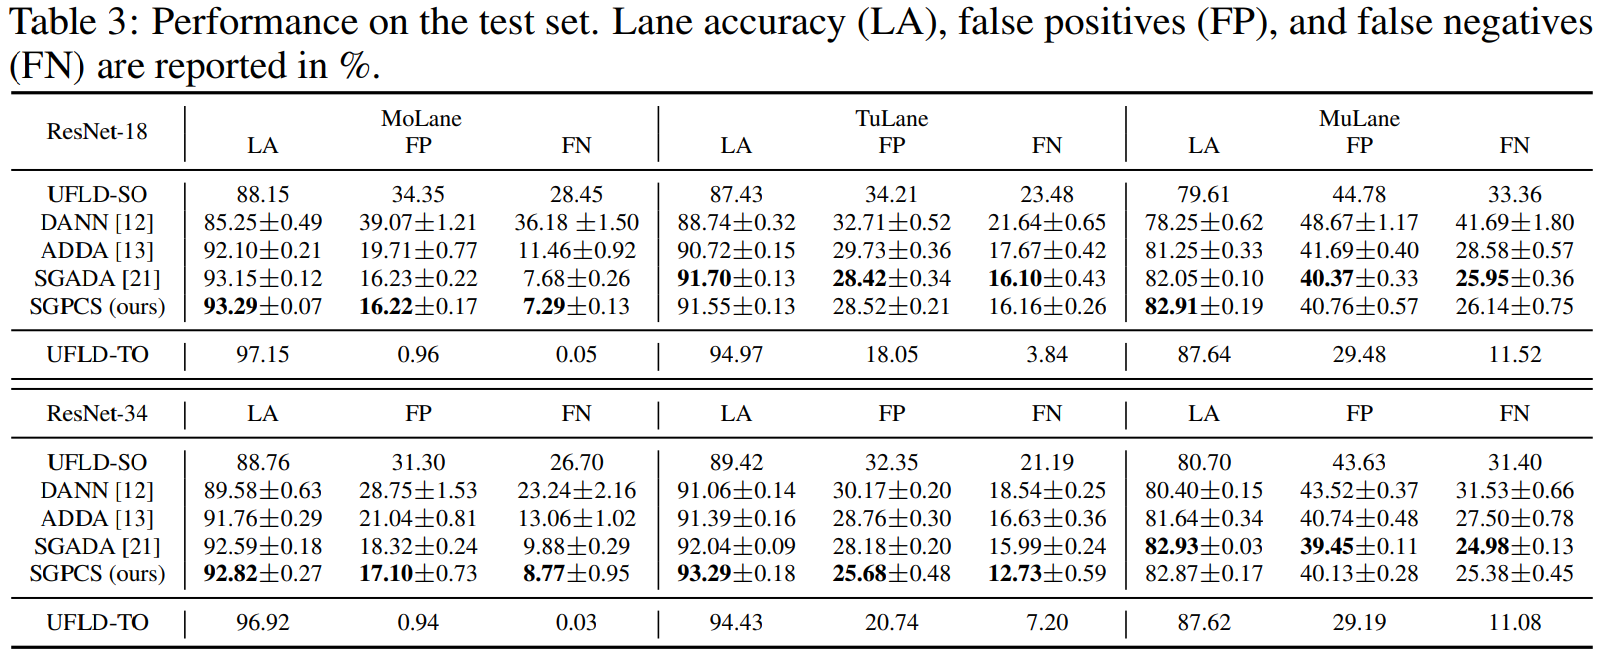 Table 3: Performance on the test set. Lane accuracy (LA), false positives (FP), and false negatives
(FN) are reported in %.
ResNet-18 MoLane TuLane MuLane
LA FP FN LA FP FN LA FP FN
UFLD-SO 88.15 34.35 28.45 87.43 34.21 23.48 79.61 44.78 33.36
DANN [12] 85.25±0.49 39.07±1.21 36.18 ±1.50 88.74±0.32 32.71±0.52 21.64±0.65 78.25±0.62 48.67±1.17 41.69±1.80
ADDA [13] 92.10±0.21 19.71±0.77 11.46±0.92 90.72±0.15 29.73±0.36 17.67±0.42 81.25±0.33 41.69±0.40 28.58±0.57
SGADA [21] 93.15±0.12 16.23±0.22 7.68±0.26 91.70±0.13 28.42±0.34 16.10±0.43 82.05±0.10 40.37±0.33 25.95±0.36
SGPCS (ours) 93.29±0.07 16.22±0.17 7.29±0.13 91.55±0.13 28.52±0.21 16.16±0.26 82.91±0.19 40.76±0.57 26.14±0.75
UFLD-TO 97.15 0.96 0.05 94.97 18.05 3.84 87.64 29.48 11.52
ResNet-34 LA FP FN LA FP FN LA FP FN
UFLD-SO 88.76 31.30 26.70 89.42 32.35 21.19 80.70 43.63 31.40
DANN [12] 89.58±0.63 28.75±1.53 23.24±2.16 91.06±0.14 30.17±0.20 18.54±0.25 80.40±0.15 43.52±0.37 31.53±0.66
ADDA [13] 91.76±0.29 21.04±0.81 13.06±1.02 91.39±0.16 28.76±0.30 16.63±0.36 81.64±0.34 40.74±0.48 27.50±0.78
SGADA [21] 92.59±0.18 18.32±0.24 9.88±0.29 92.04±0.09 28.18±0.20 15.99±0.24 82.93±0.03 39.45±0.11 24.98±0.13
SGPCS (ours) 92.82±0.27 17.10±0.73 8.77±0.95 93.29±0.18 25.68±0.48 12.73±0.59 82.87±0.17 40.13±0.28 25.38±0.45
UFLD-TO 96.92 0.94 0.03 94.43 20.74 7.20 87.62 29.19 11.08